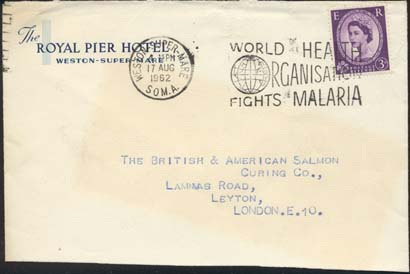 The
ROYAL PIER HOTEL
WESTON-SUPER-MARE
WESTON-SUPER-MARE
PM
17 AUG
1962
SOM.A.
WORLD HEALTH
ORGANISATION
FIGHTS MALARIA
E R
3D
THE BRITISH & AMERICAN SALMON
CURING CO.,
LAMMAS ROAD,
LEYTON,
LONDON.E.10.